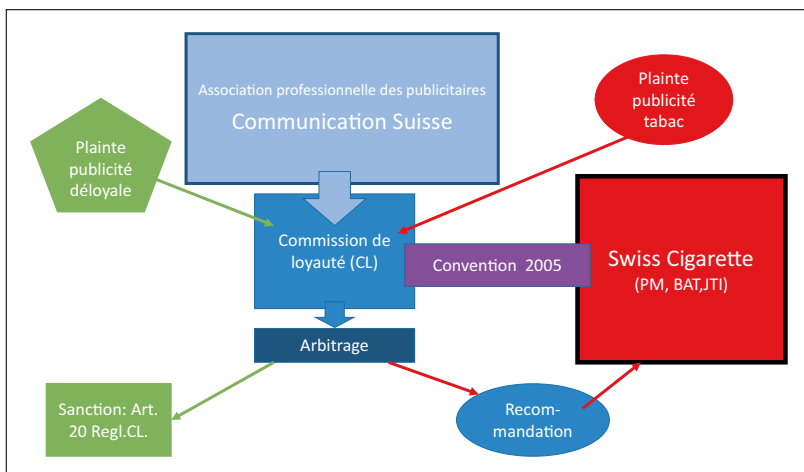 Association professionnelle des publicitaires
Communication Suisse
Plainte
publicité
tabac
Plainte
publicité
déloyale
Commission de
loyauté (CL)
Convention 2005
Swiss Cigarette
(PM, BAT,JTI)
Arbitrage
Sanction: Art.
20 Regl.CL.
Recom-
mandation